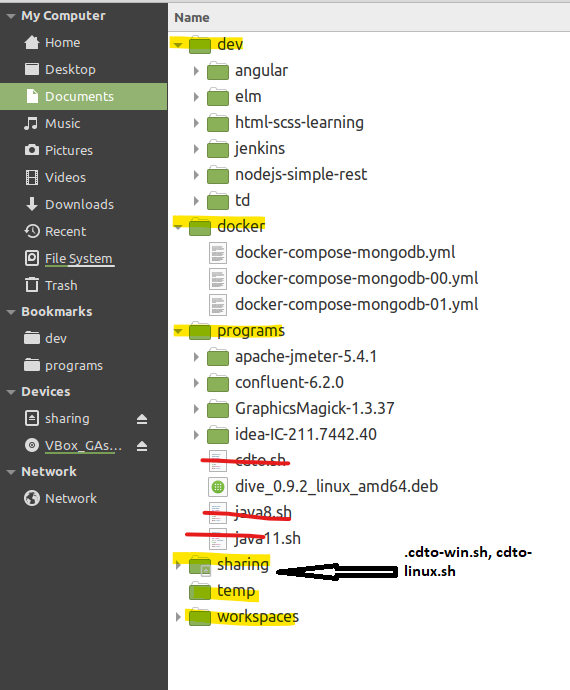 My Computer
Home
Desktop
Documents
Music
Pictures
Videos
Downloads
Recent
File System
Trash
Bookmarks
dev
programs
Devices
sharing
VBox_GAs...
Network
Network
Name
dev
angular
elm
html-scss-learning
jenkins
nodejs-simple-rest
td
docker
docker-compose-mongodb.yml
docker-compose-mongodb-00.yml
docker-compose-mongodb-01.yml
programs
apache-jmeter-5.4.1
confluent-6.2.0
GraphicsMagick-1.3.37
idea-IC-211.7442.40
cdto.sh
dive_0.9.2_linux_amd64.deb
java8.sh
java11.sh
sharing
.cdto-win.sh, cdto-
linux.sh
temp
workspaces